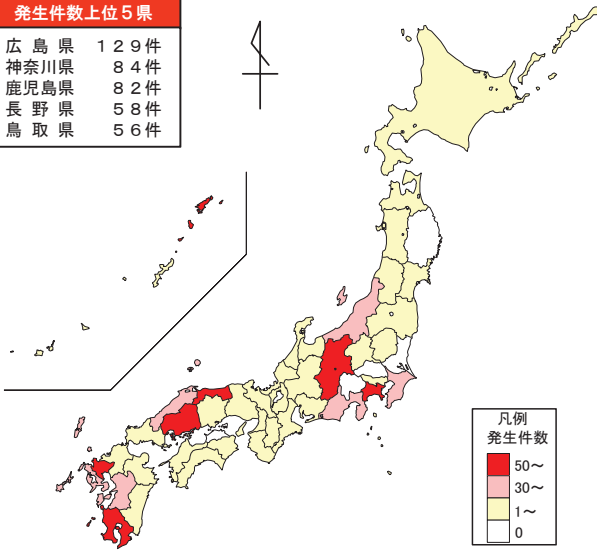 発生件数上位５県
広島県 １２９件
神奈川県 ８４件
鹿児島県 ８２件
長野県 ５８件
鳥取県 ５６件
凡例
発生件数
50～
30～
1～
0